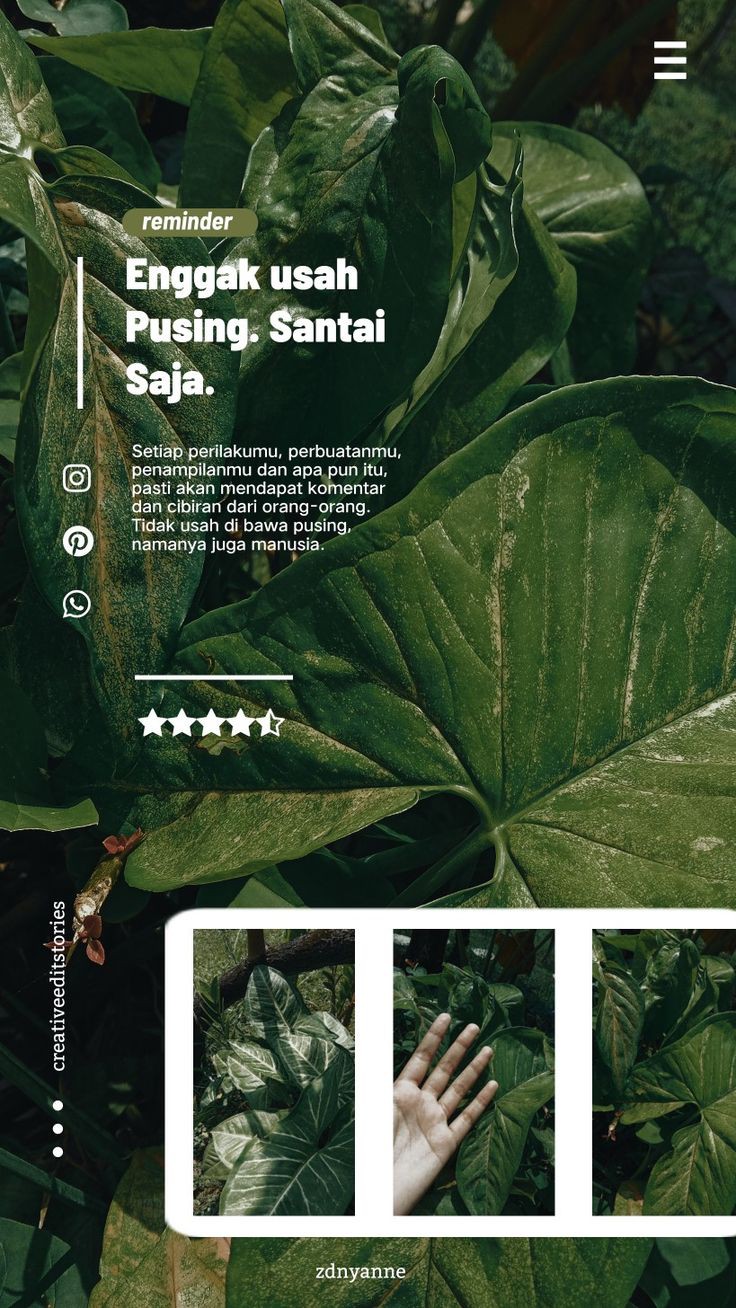 reminder
Enggak usah
Pusing. Santai
Saja.
Setiap perilakumu, perbuatanmu,
penampilanmu dan apa pun itu,
pasti akan mendapat komentar
dan cibiran dari orang-orang.
Tidak usah di bawa pusing,
namanya juga manusia.
creativeeditstories
zdnyanne